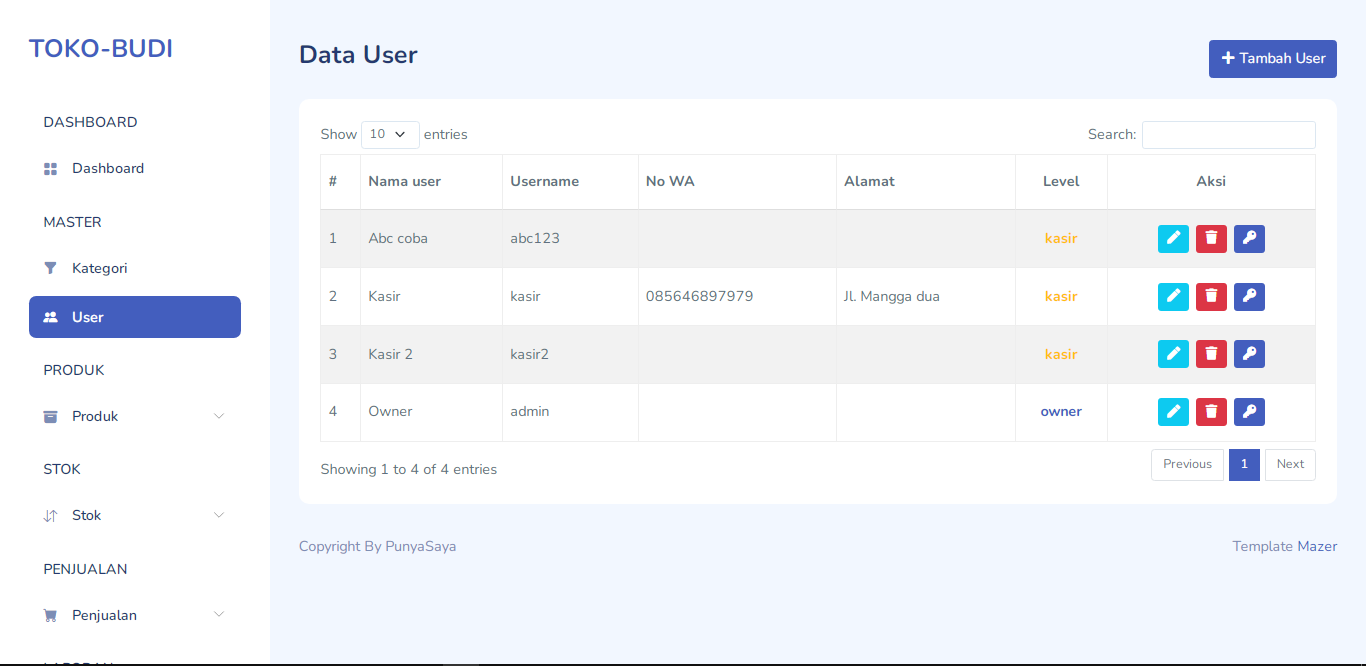 TOKO-BUDI
DASHBOARD
Dashboard
MASTER
Kategori
User
PRODUK
Produk
STOK
Stok
PENJUALAN
Penjualan
Data User
Tambah User
Show 10 entries
Search:
# Nama user Username No WA Alamat Level Aksi
1 Abc coba abc123 kasir
2 Kasir kasir 085646897979 Jl. Mangga dua kasir
3 Kasir 2 kasir2 kasir
4 Owner admin owner
Showing 1 to 4 of 4 entries
Previous 1 Next
Copyright By PunyaSaya
Template Mazer